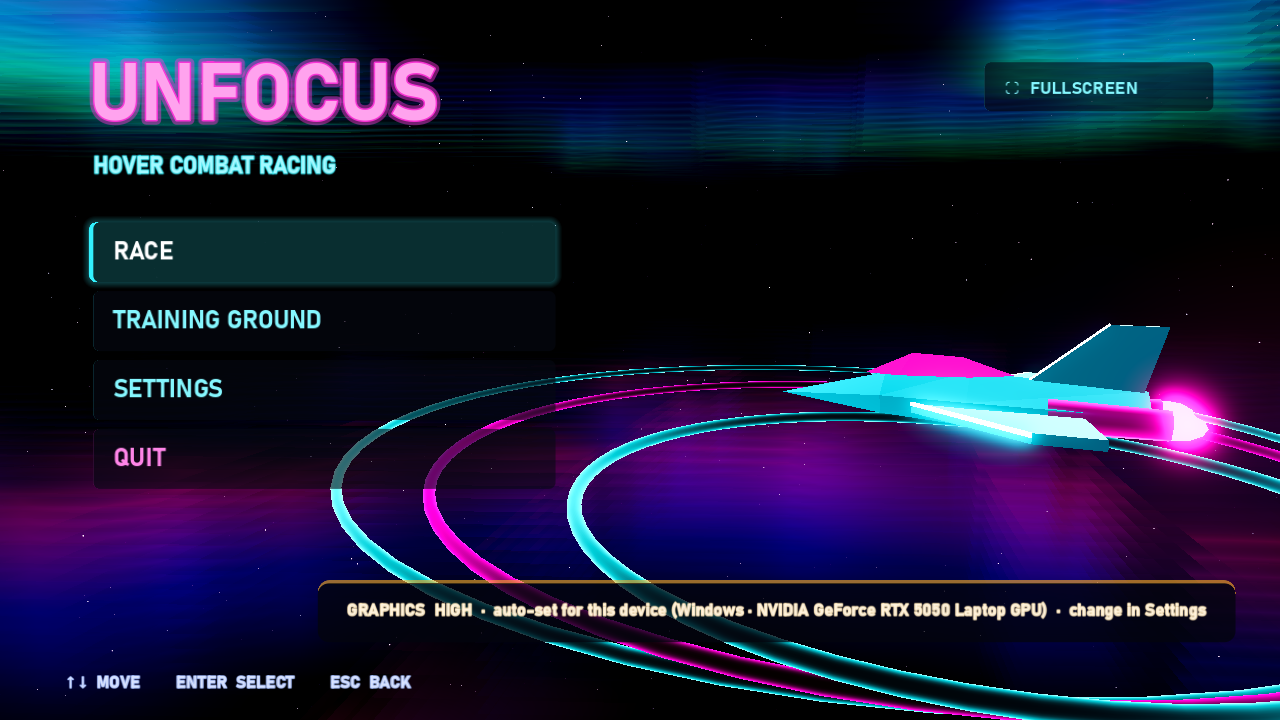 UNFOCUS
FULLSCREEN
HOVER COMBAT RACING
RACE
TRAINING GROUND
SETTINGS
QUIT
GRAPHICS HIGH · auto-set for this device (Windows · NVIDIA GeForce RTX 5050 Laptop GPU) · change in Settings
↑↓ MOVE ENTER SELECT ESC BACK